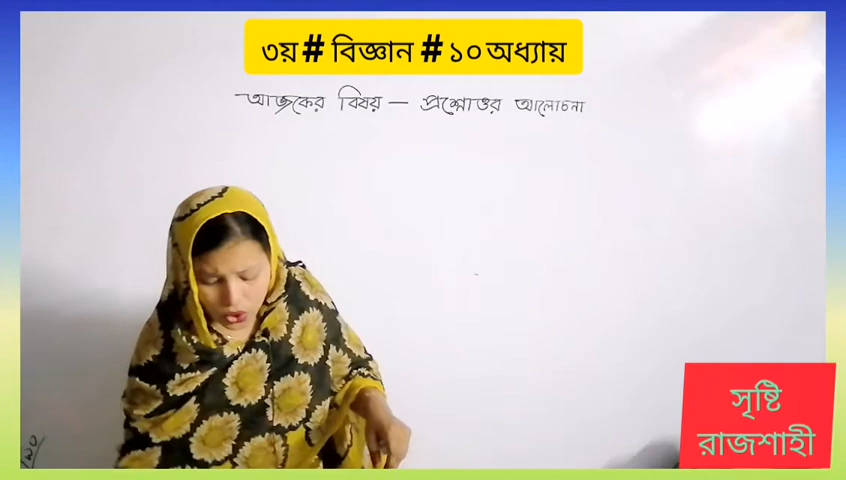 ৩য় # বিজ্ঞান # ১০ অধ্যায়
আজকের বিষয় — প্রশ্নোত্তর আলোচনা
সৃষ্টি
রাজশাহী